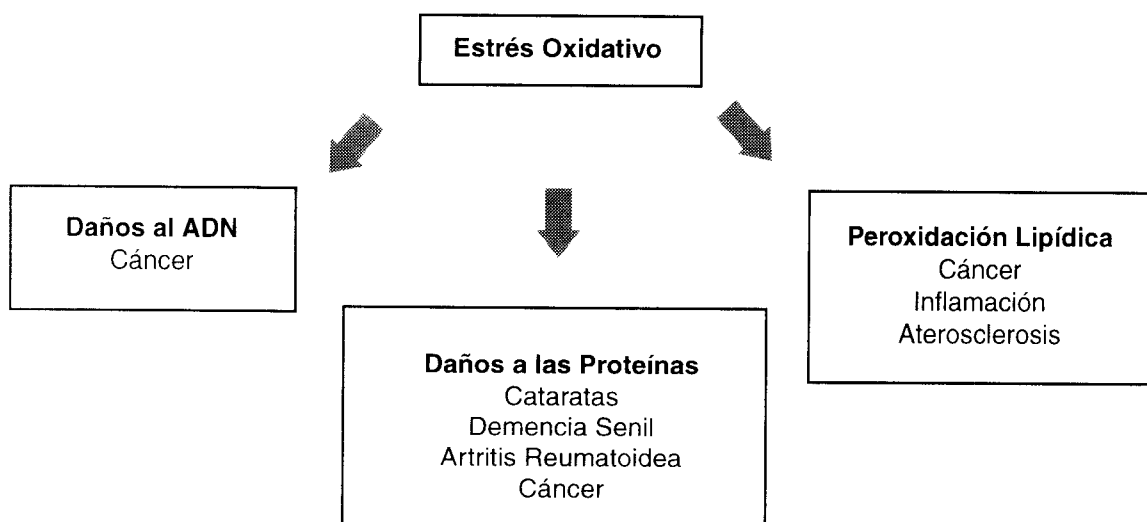 Estrés Oxidativo
Daños al ADN
Cáncer
Daños a las Proteínas
Cataratas
Demencia Senil
Artritis Reumatoidea
Cáncer
Peroxidación Lipídica
Cáncer
Inflamación
Aterosclerosis